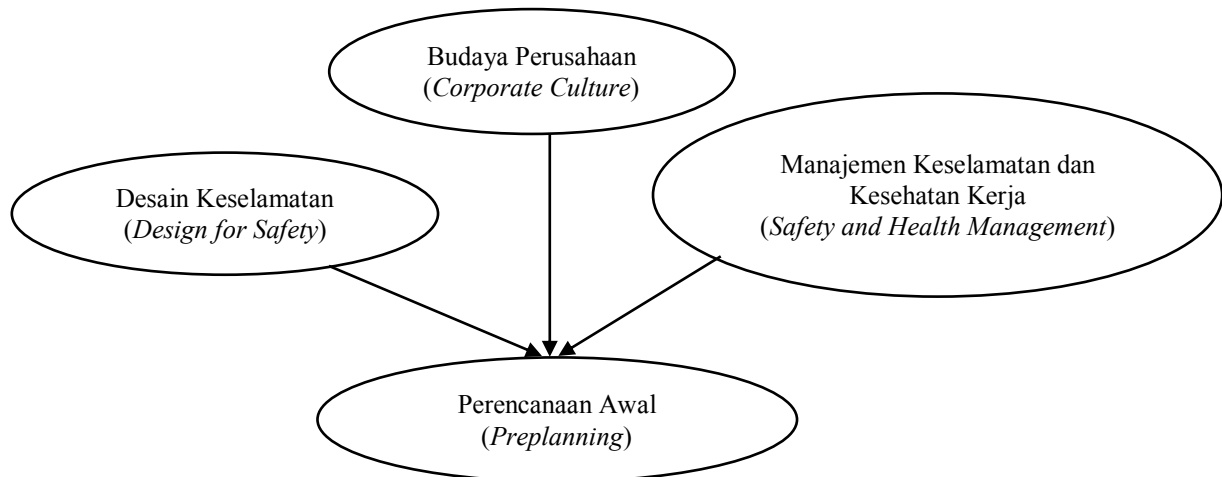 Budaya Perusahaan
(Corporate Culture)
Desain Keselamatan
(Design for Safety)
Manajemen Keselamatan dan
Kesehatan Kerja
(Safety and Health Management)
Perencanaan Awal
(Preplanning)